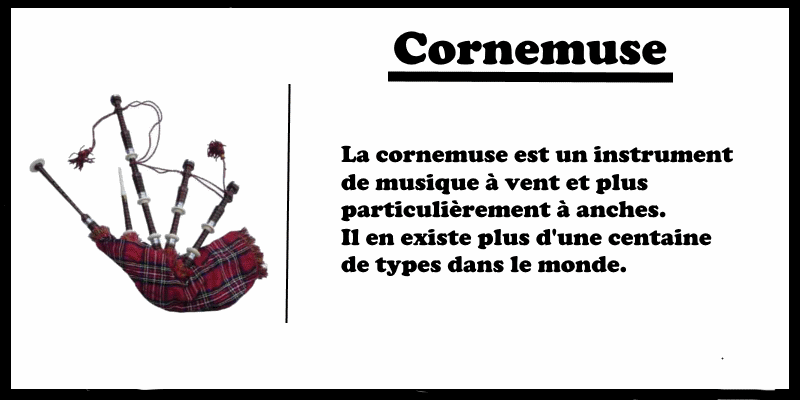 Cornemuse
La cornemuse est un instrument
de musique à vent et plus
particulièrement à anches.
Il en existe plus d'une centaine
de types dans le monde.